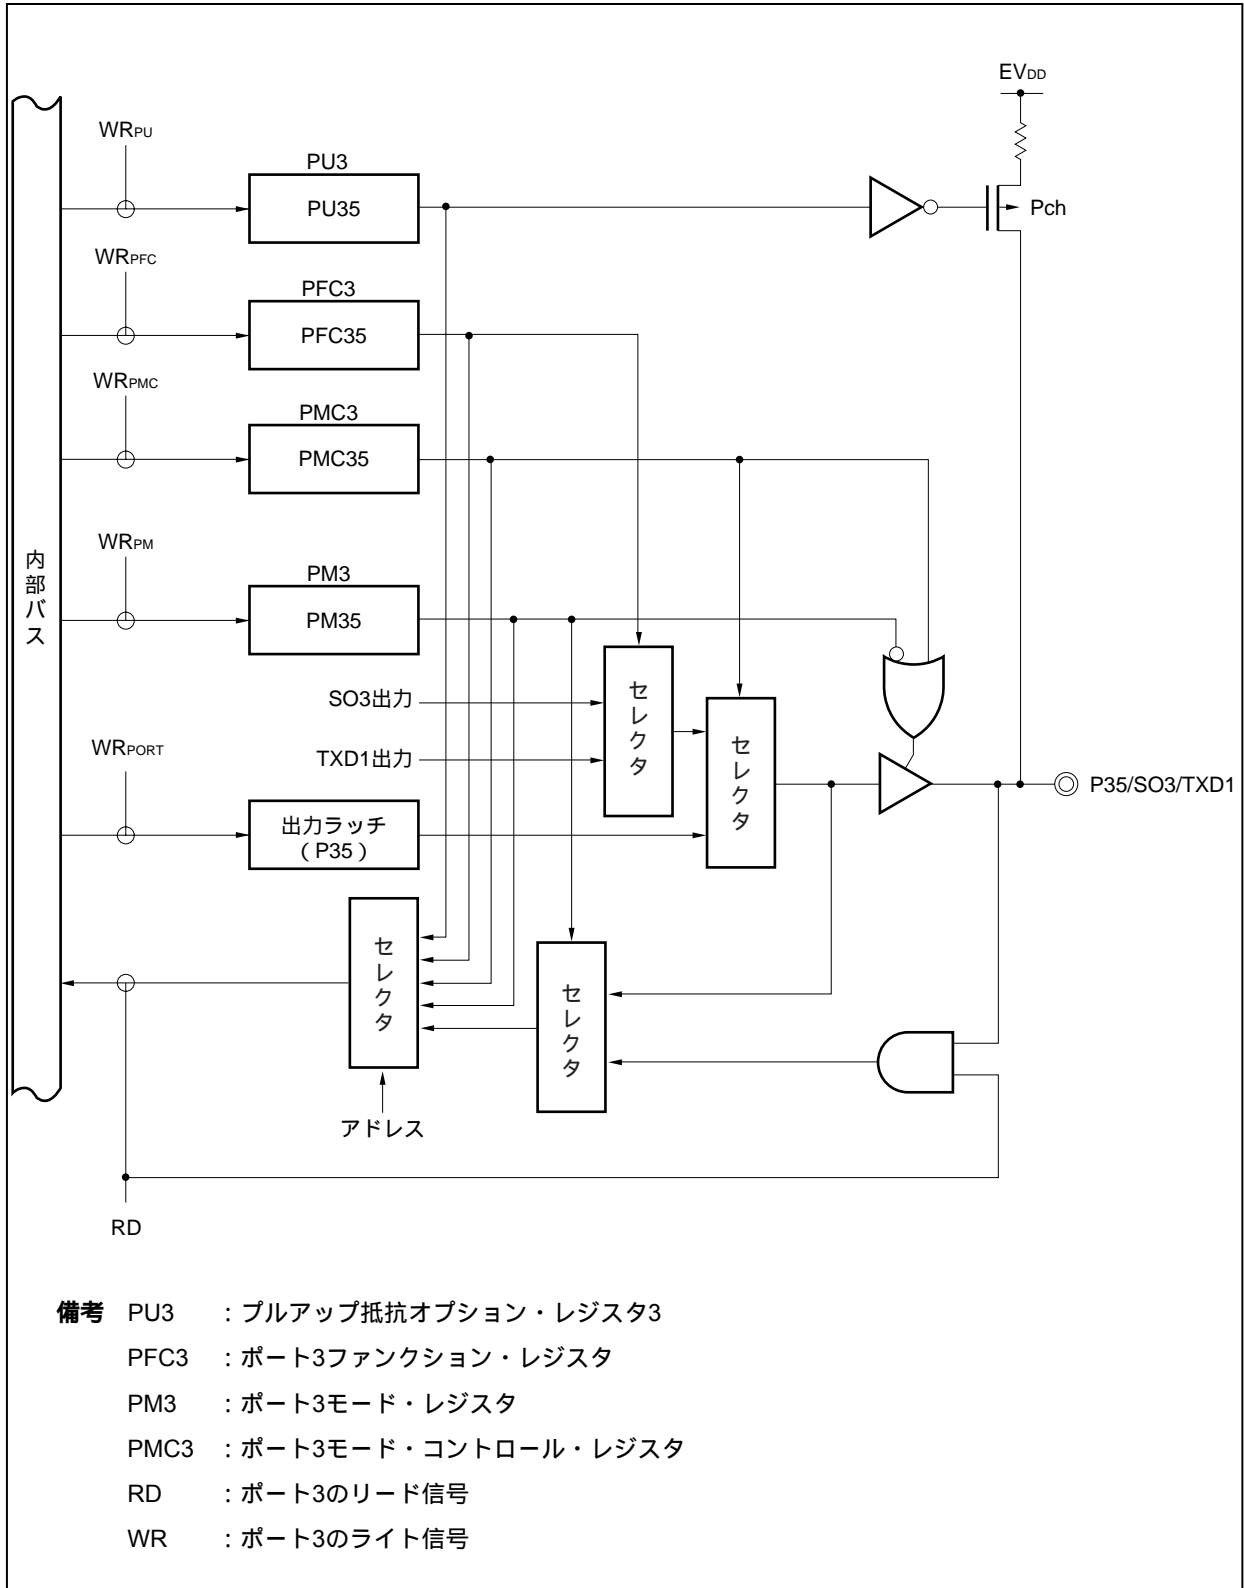 EVDD
WRPU
PU3
PU35
Pch
WRPFC
PFC3
PFC35
WRPMC
PMC3
PMC35
内部バス
WRPM
PM3
PM35
SO3出力
セレクタ
TXD1出力
セレクタ
WRPORT
P35/SO3/TXD1
出力ラッチ
(P35)
セレクタ
セレクタ
アドレス
RD
備考 PU3 :プルアップ抵抗オプション・レジスタ3
PFC3 :ポート3ファンクション・レジスタ
PM3 :ポート3モード・レジスタ
PMC3 :ポート3モード・コントロール・レジスタ
RD :ポート3のリード信号
WR :ポート3のライト信号